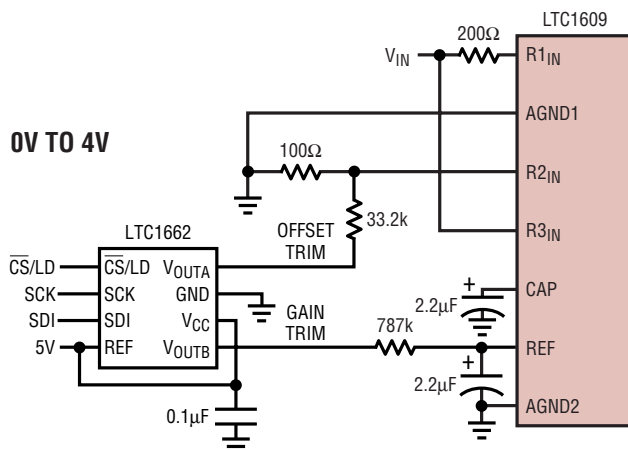 LTC1609
200Ω
V_IN
R1_IN
AGND1
0V TO 4V
100Ω
R2_IN
33.2k
LTC1662
OFFSET
TRIM
R3_IN
C̅S̅/LD
C̅S̅/LD
V_OUTA
SCK
SCK
GND
CAP
SDI
SDI
V_CC
GAIN
TRIM
2.2µF
787k
5V
REF
V_OUTB
REF
2.2µF
0.1µF
AGND2
+
+